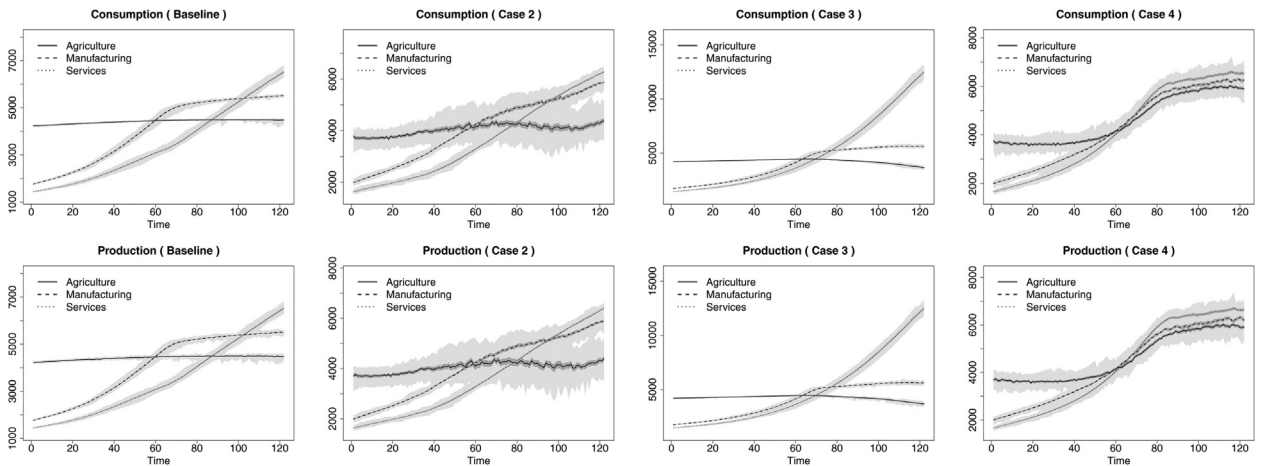 Consumption ( Baseline )
Agriculture
Manufacturing
Services
1000 3000 5000 7000
0 20 40 60 80 100 120
Time
Consumption ( Case 2 )
Agriculture
Manufacturing
Services
2000 4000 6000
0 20 40 60 80 100 120
Time
Consumption ( Case 3 )
Agriculture
Manufacturing
Services
5000 10000 15000
0 20 40 60 80 100 120
Time
Consumption ( Case 4 )
Agriculture
Manufacturing
Services
2000 4000 6000 8000
0 20 40 60 80 100 120
Time
Production ( Baseline )
Agriculture
Manufacturing
Services
1000 3000 5000 7000
0 20 40 60 80 100 120
Time
Production ( Case 2 )
Agriculture
Manufacturing
Services
2000 4000 6000 8000
0 20 40 60 80 100 120
Time
Production ( Case 3 )
Agriculture
Manufacturing
Services
5000 10000 15000
0 20 40 60 80 100 120
Time
Production ( Case 4 )
Agriculture
Manufacturing
Services
2000 4000 6000 8000
0 20 40 60 80 100 120
Time